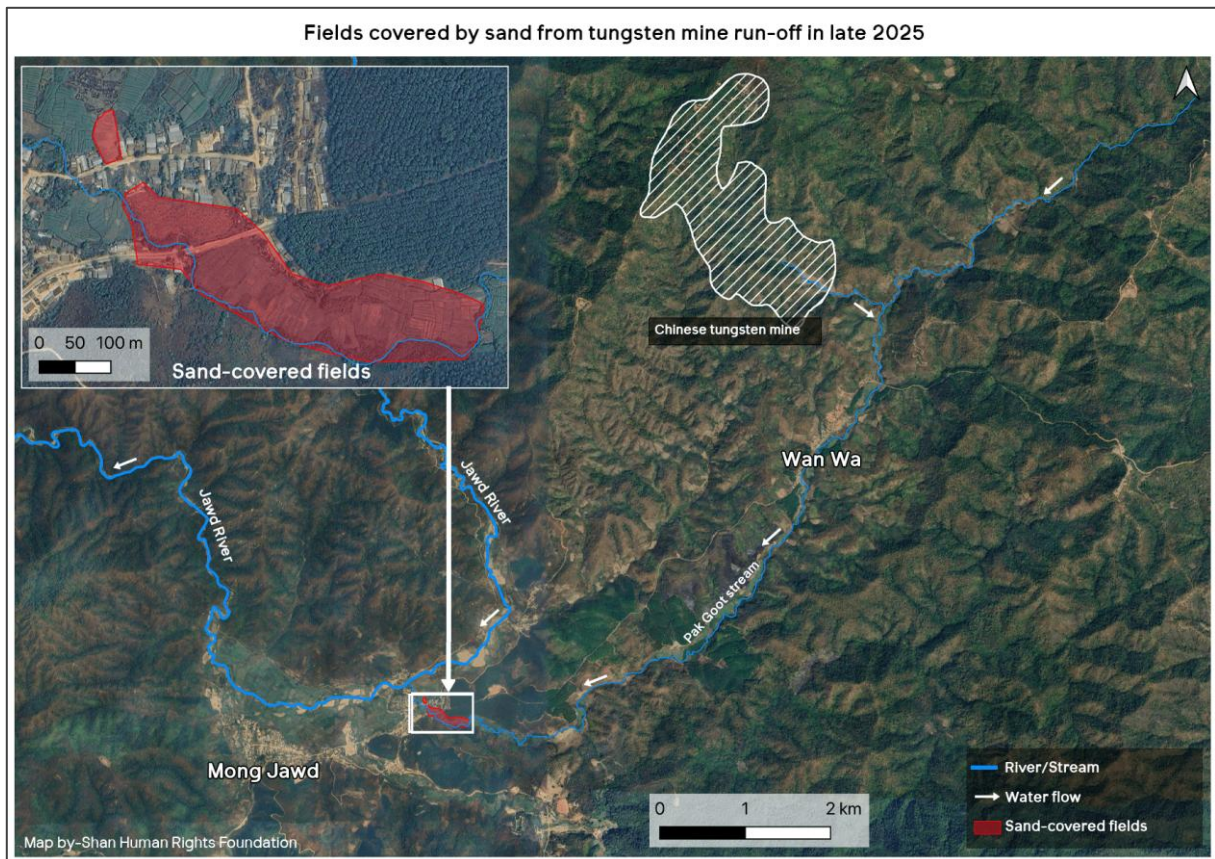 Fields covered by sand from tungsten mine run-off in late 2025
0 50 100 m
Sand-covered fields
Chinese tungsten mine
Wan Wa
Jawd River
Jawd River
Pak Goot stream
Mong Jawd
0 1 2 km
River/Stream
Water flow
Sand-covered fields
Map by-Shan Human Rights Foundation